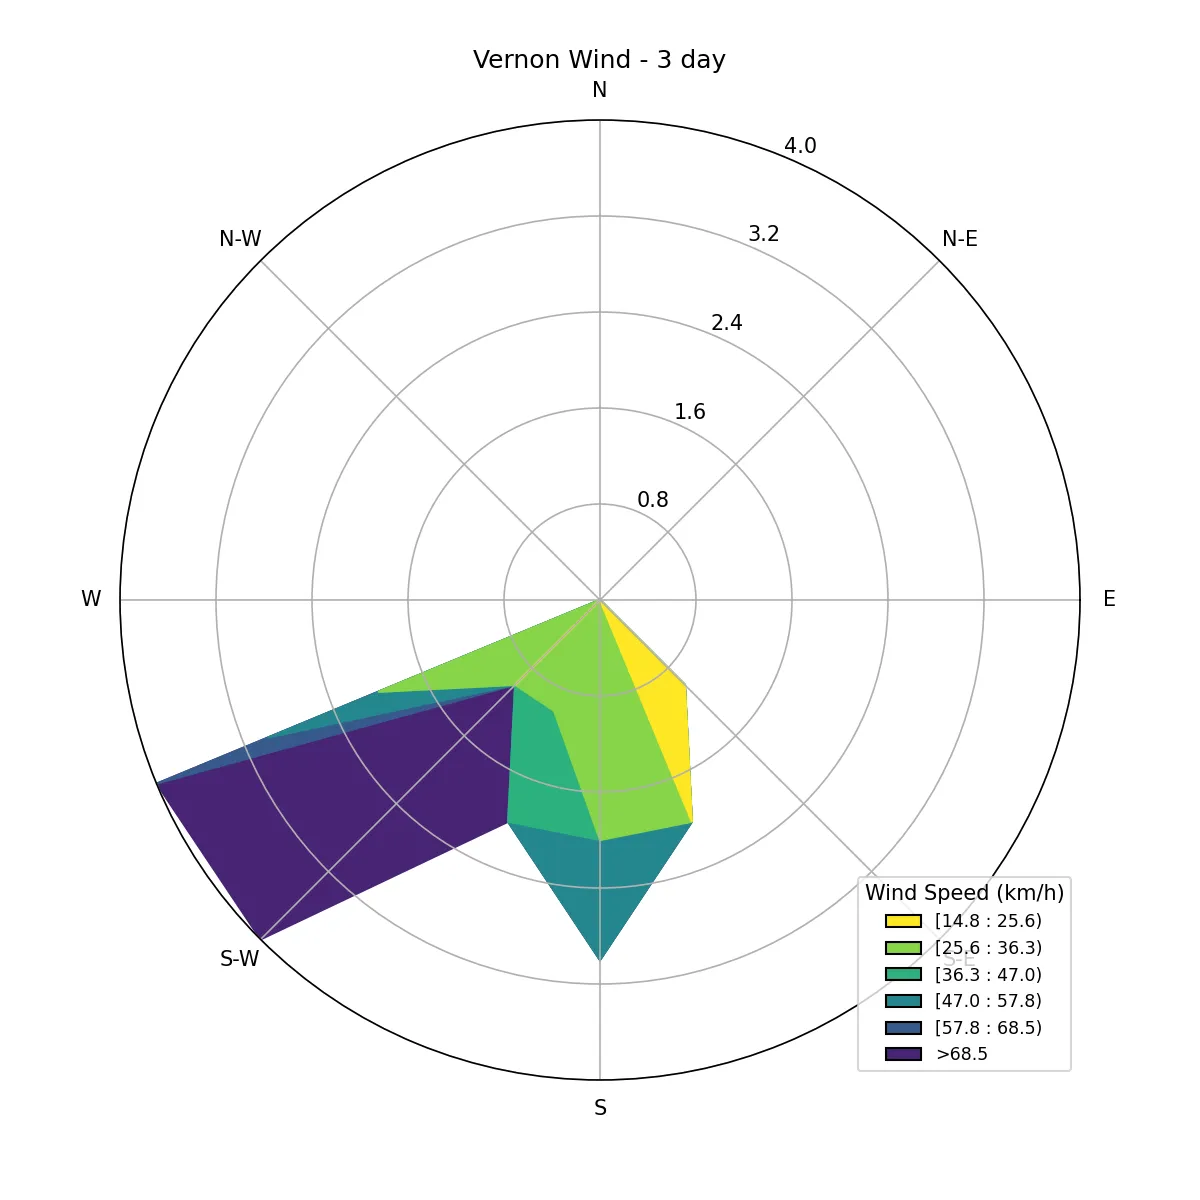 Vernon Wind - 3 day
N
4.0
N-W
3.2
N-E
2.4
1.6
0.8
W
E
S-W
S-E
Wind Speed (km/h)
[14.8 : 25.6)
[25.6 : 36.3)
[36.3 : 47.0)
[47.0 : 57.8)
[57.8 : 68.5)
>68.5
S